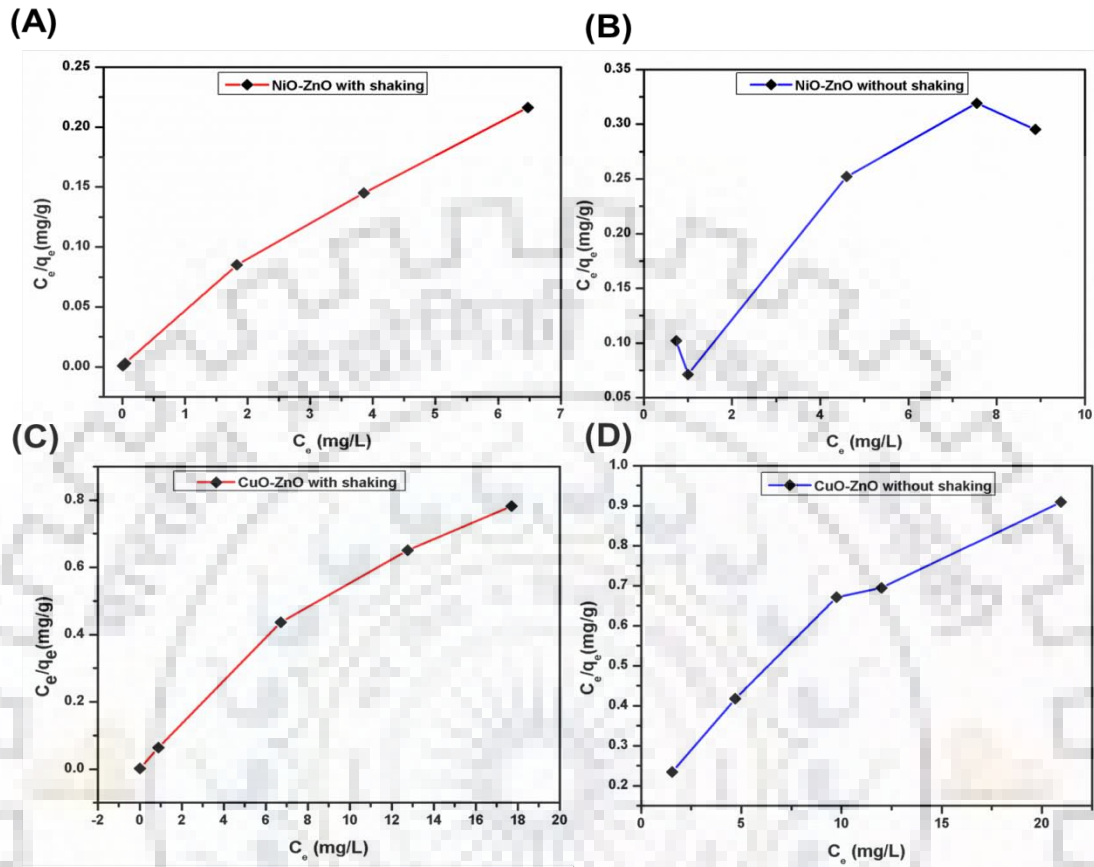 (A)
NiO-ZnO with shaking
0.25
0.20
0.15
0.10
0.05
0.00
Ce/qe(mg/g)
0 1 2 3 4 5 6 7
Ce (mg/L)
(B)
NiO-ZnO without shaking
0.35
0.30
0.25
0.20
0.15
0.10
0.05
Ce/qe(mg/g)
0 2 4 6 8 10
Ce (mg/L)
(C)
CuO-ZnO with shaking
0.8
0.6
0.4
0.2
0.0
Ce/qe(mg/g)
-2 0 2 4 6 8 10 12 14 16 18 20
Ce (mg/L)
(D)
CuO-ZnO without shaking
1.0
0.9
0.8
0.7
0.6
0.5
0.4
0.3
0.2
Ce/qe(mg/g)
0 5 10 15 20
Ce (mg/L)